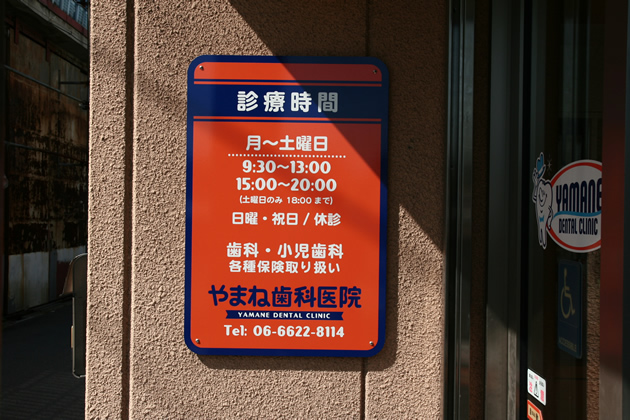 診療時間
月〜土曜日
9:30〜13:00
15:00〜20:00
(土曜日のみ 18:00 まで)
日曜・祝日 / 休診
歯科・小児歯科
各種保険取り扱い
やまね歯科医院
YAMANE DENTAL CLINIC
Tel: 06-6622-8114
YAMANE
DENTAL CLINIC